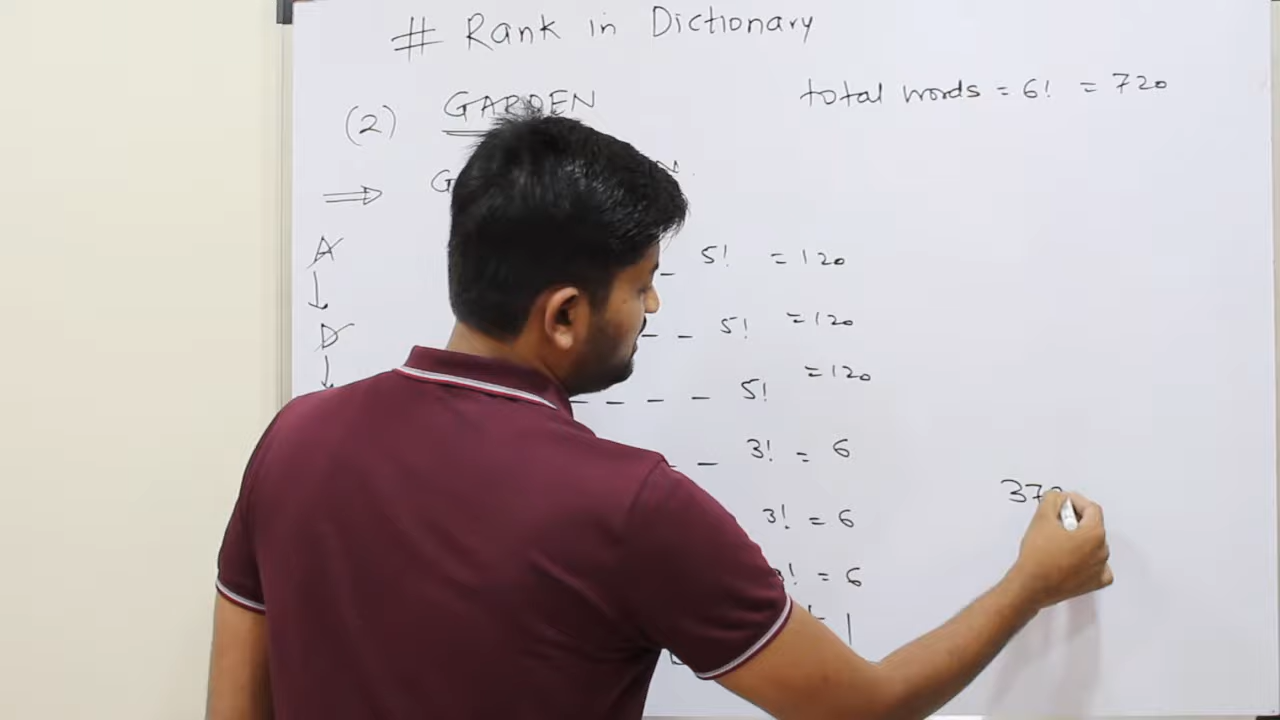 # Rank in Dictionary
(2) GARDEN total words = 6! = 720
⇒ G
A _ 5! = 120
↓
D _ _ 5! = 120
↓
_ _ _ _ 5! = 120
_ _ 3! = 6
3! = 6
! = 6
1
37